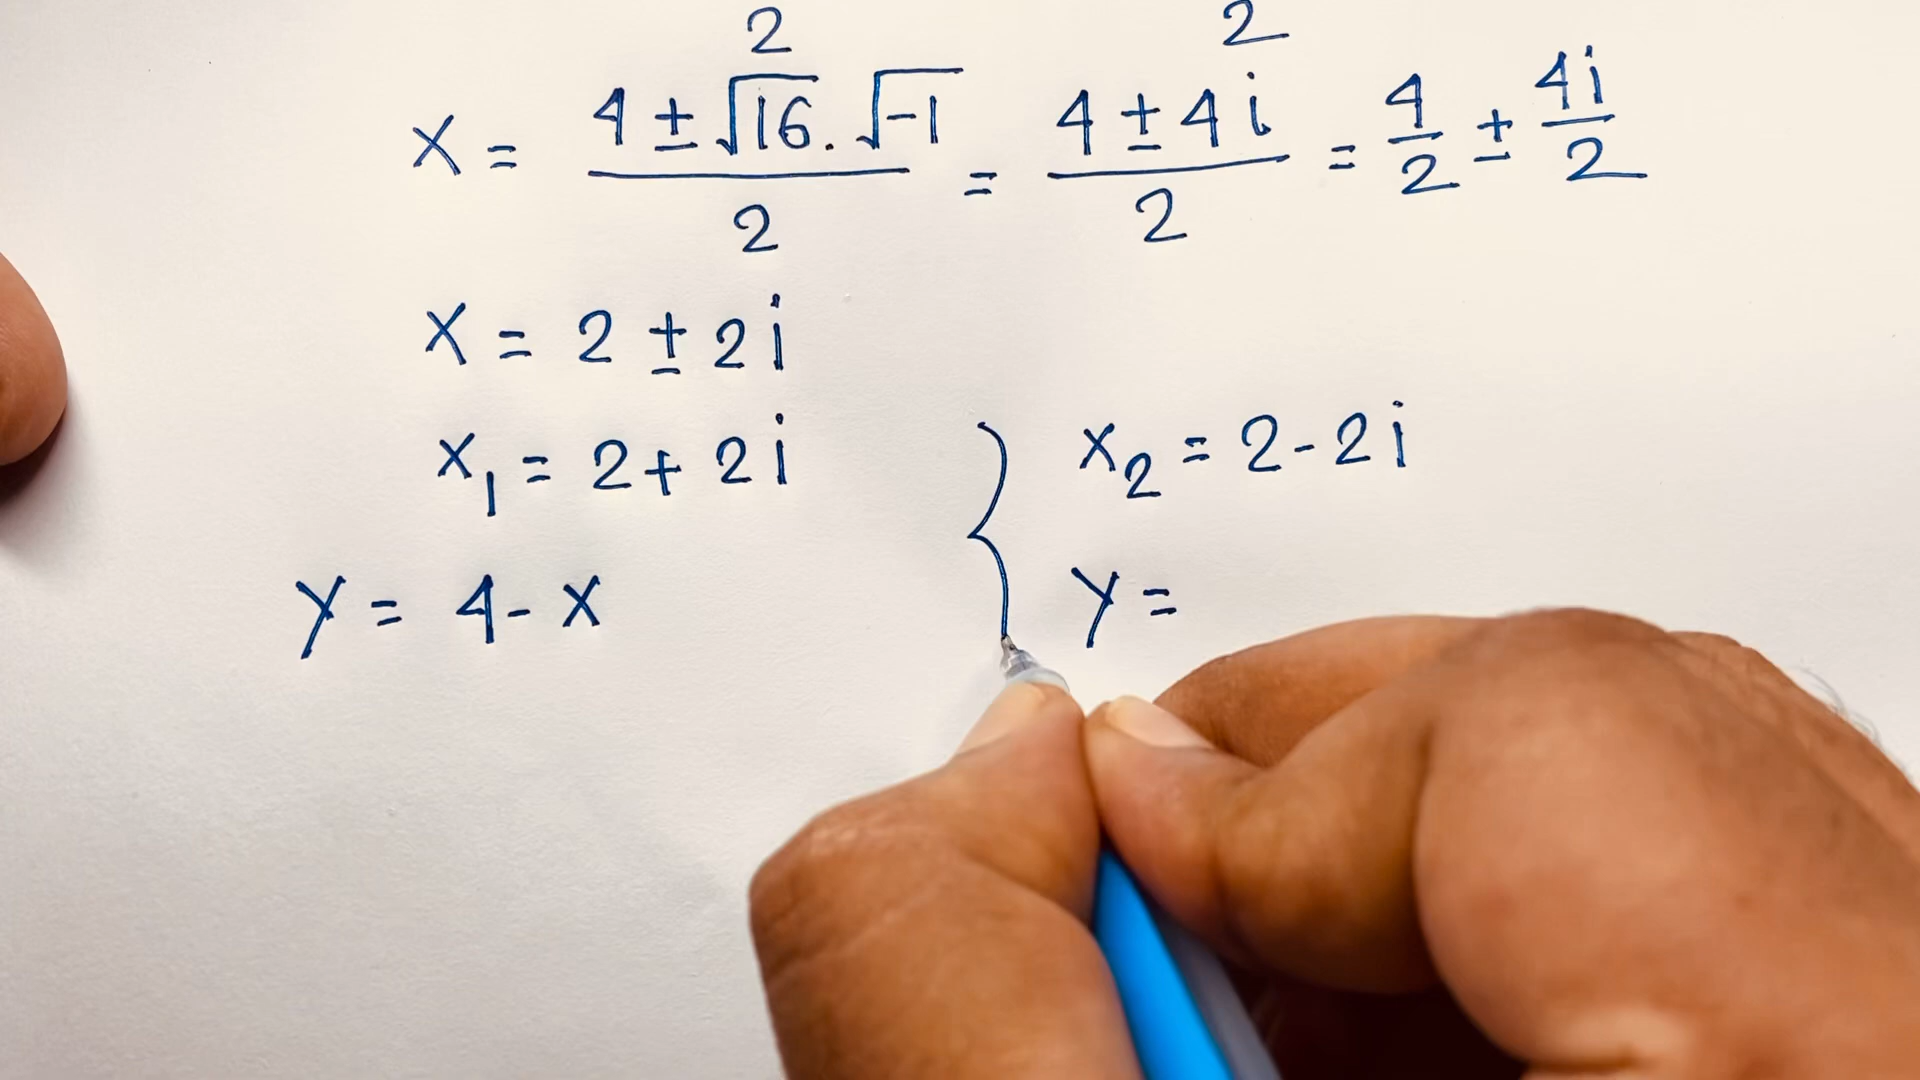 2 2
x = 4 ± √16 . √-1 / 2 = 4 ± 4i / 2 = 4/2 ± 4i/2
x = 2 ± 2i
x₁ = 2 + 2i } x₂ = 2 - 2i
y = 4 - x y =